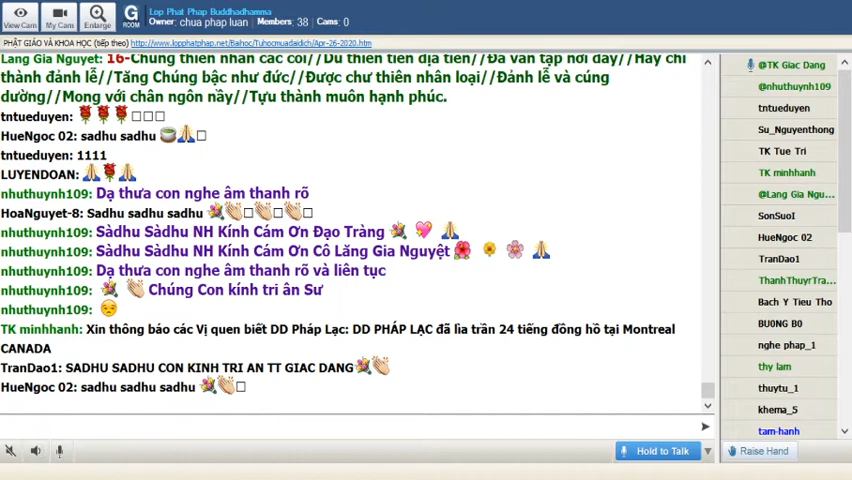 View Cam
My Cam
Enlarge
G
ROOM
Lop Phat Phap Buddhadhamma
Owner: chua phap luan Members: 38 Cams: 0
PHẬT GIÁO VÀ KHOA HỌC (tiếp theo) http://www.lopphatphap.net/Baihoc/Tuhocmuadaidich/Apr-26-2020.htm
Lang Gia Nguyet: 16-Chúng thiên nhân các cõi//Dù thiên tiên địa tiên//Đã vân tập nơi đây//Hãy chí
thành đảnh lễ//Tăng Chúng bậc như đức//Được chư thiên nhân loại//Đảnh lễ và cúng
dường//Mong với chân ngôn nầy//Tựu thành muôn hạnh phúc.
tntueduyen: 🌹🌹🌹
HueNgoc 02: sadhu sadhu 🍵🙏
tntueduyen: 1111
LUYENDOAN: 🙏🌹🙏
nhuthuynh109: Dạ thưa con nghe âm thanh rõ
HoaNguyet-8: Sadhu sadhu sadhu 💐👏👏👏
nhuthuynh109: Sàdhu Sàdhu NH Kính Cám Ơn Đạo Tràng 💐 💖 🙏
nhuthuynh109: Sàdhu Sàdhu NH Kính Cám Ơn Cô Lăng Gia Nguyệt 🌺 🌼 🌸 🙏
nhuthuynh109: Dạ thưa con nghe âm thanh rõ và liên tục
nhuthuynh109: 💐 👏 Chúng Con kính tri ân Sư
nhuthuynh109: 😒
TK minhhanh: Xin thông báo các Vị quen biết DD Pháp Lạc: DD PHÁP LẠC đã lìa trần 24 tiếng đồng hồ tại Montreal
CANADA
TranDao1: SADHU SADHU CON KINH TRI AN TT GIAC DANG 💐👏
HueNgoc 02: sadhu sadhu sadhu 💐👏
Hold to Talk
@TK Giac Dang
@nhuthuynh109
tntueduyen
Su_Nguyenthong
TK Tue Tri
TK minhhanh
@Lang Gia Ngu...
SonSuoI
HueNgoc 02
TranDao1
ThanhThuyrTra...
Bach Y Tieu Tho
BU0NG B0
nghe phap_1
thy lam
thuytu_1
khema_5
tam-hanh
Raise Hand